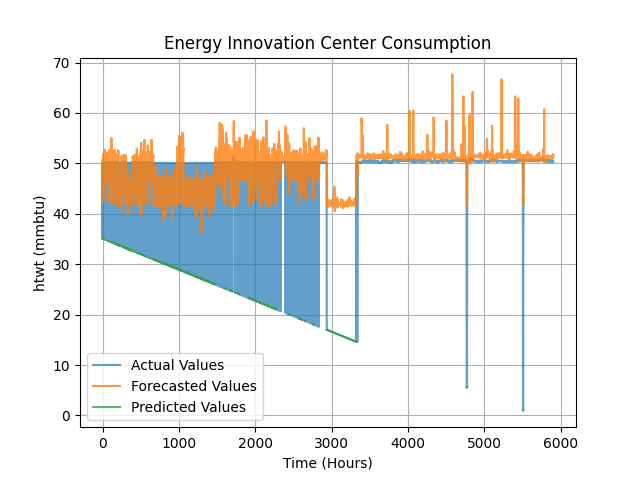 Energy Innovation Center Consumption
70
60
50
40
30
20
10
0
htwt (mmbtu)
Actual Values
Forecasted Values
Predicted Values
0 1000 2000 3000 4000 5000 6000
Time (Hours)